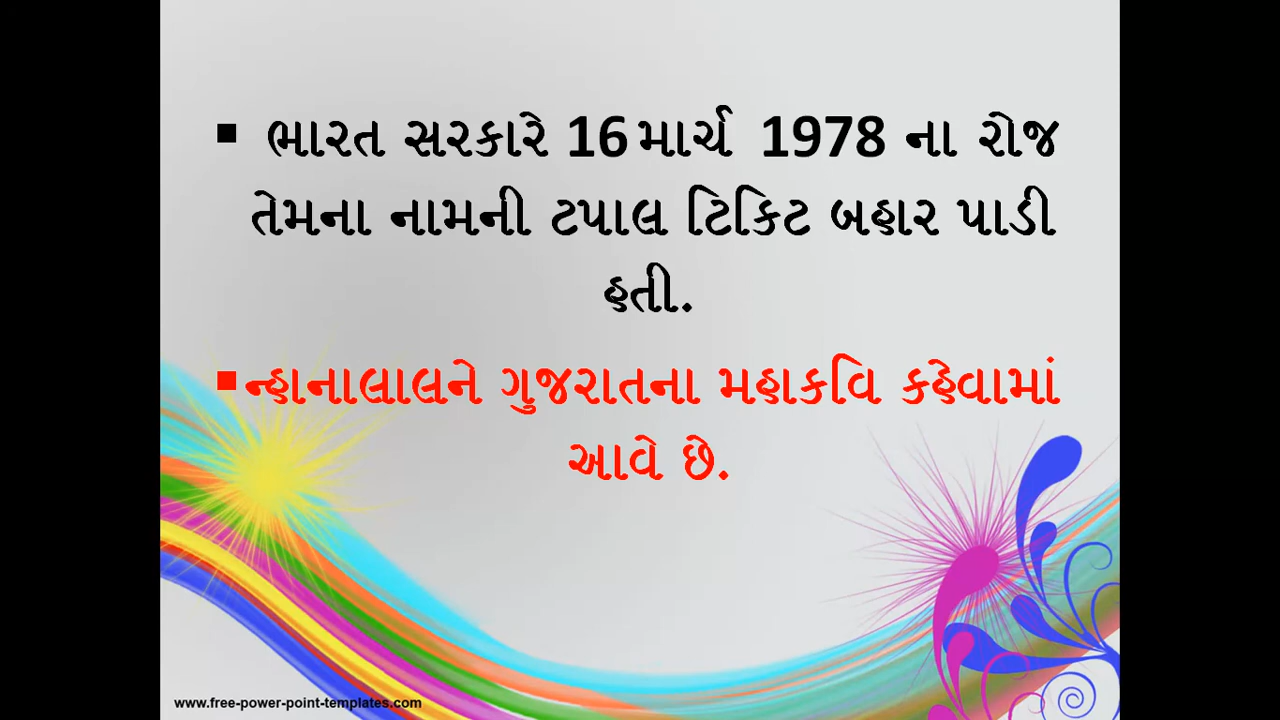 ▪ ભારત સરકારે 16 માર્ચ 1978 ના રોજ
તેમના નામની ટપાલ ટિકિટ બહાર પાડી
હતી.
▪ ન્હાનાલાલને ગુજરાતના મહાકવિ કહેવામાં
આવે છે.
www.free-power-point-templates.com